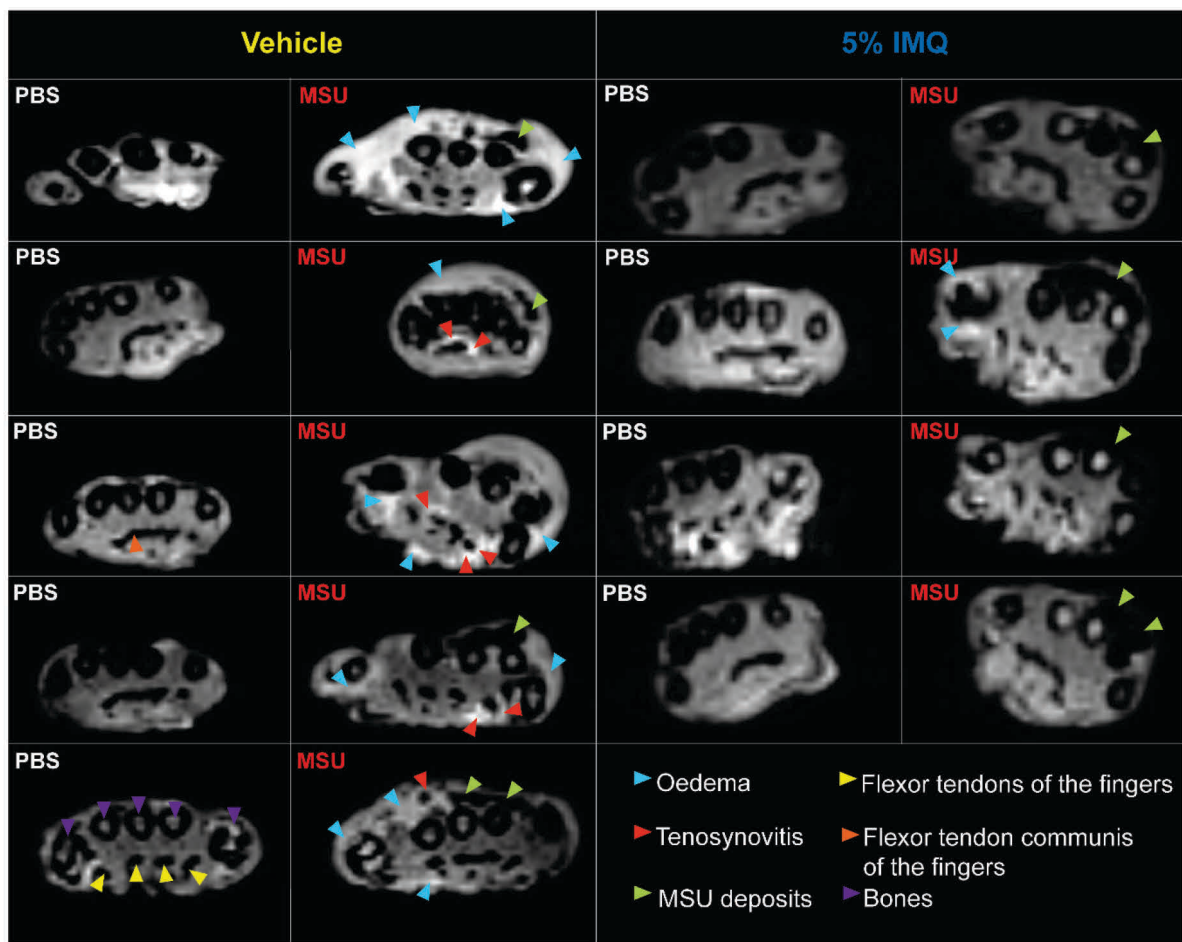 Vehicle
5% IMQ
PBS
MSU
PBS
MSU
PBS
MSU
PBS
MSU
PBS
MSU
PBS
MSU
PBS
MSU
PBS
MSU
PBS
MSU
Oedema
Flexor tendons of the fingers
Tenosynovitis
Flexor tendon communis
of the fingers
MSU deposits
Bones